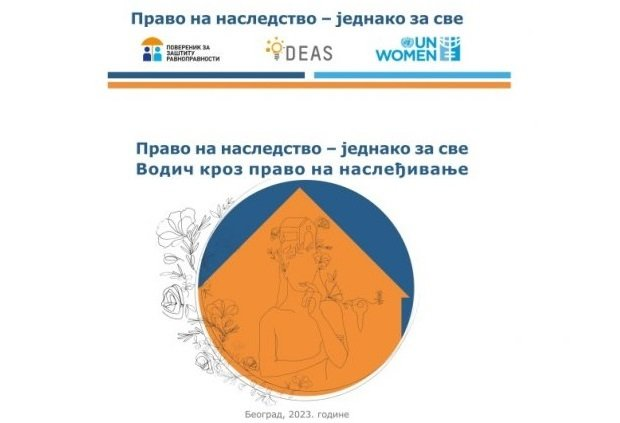 Право на наследство – једнако за све
ПОВЕРЕНИК ЗА
ЗАШТИТУ
РАВНОПРАВНОСТИ
DEAS
UN
WOMEN
Право на наследство – једнако за све
Водич кроз право на наслеђивање
Београд, 2023. године